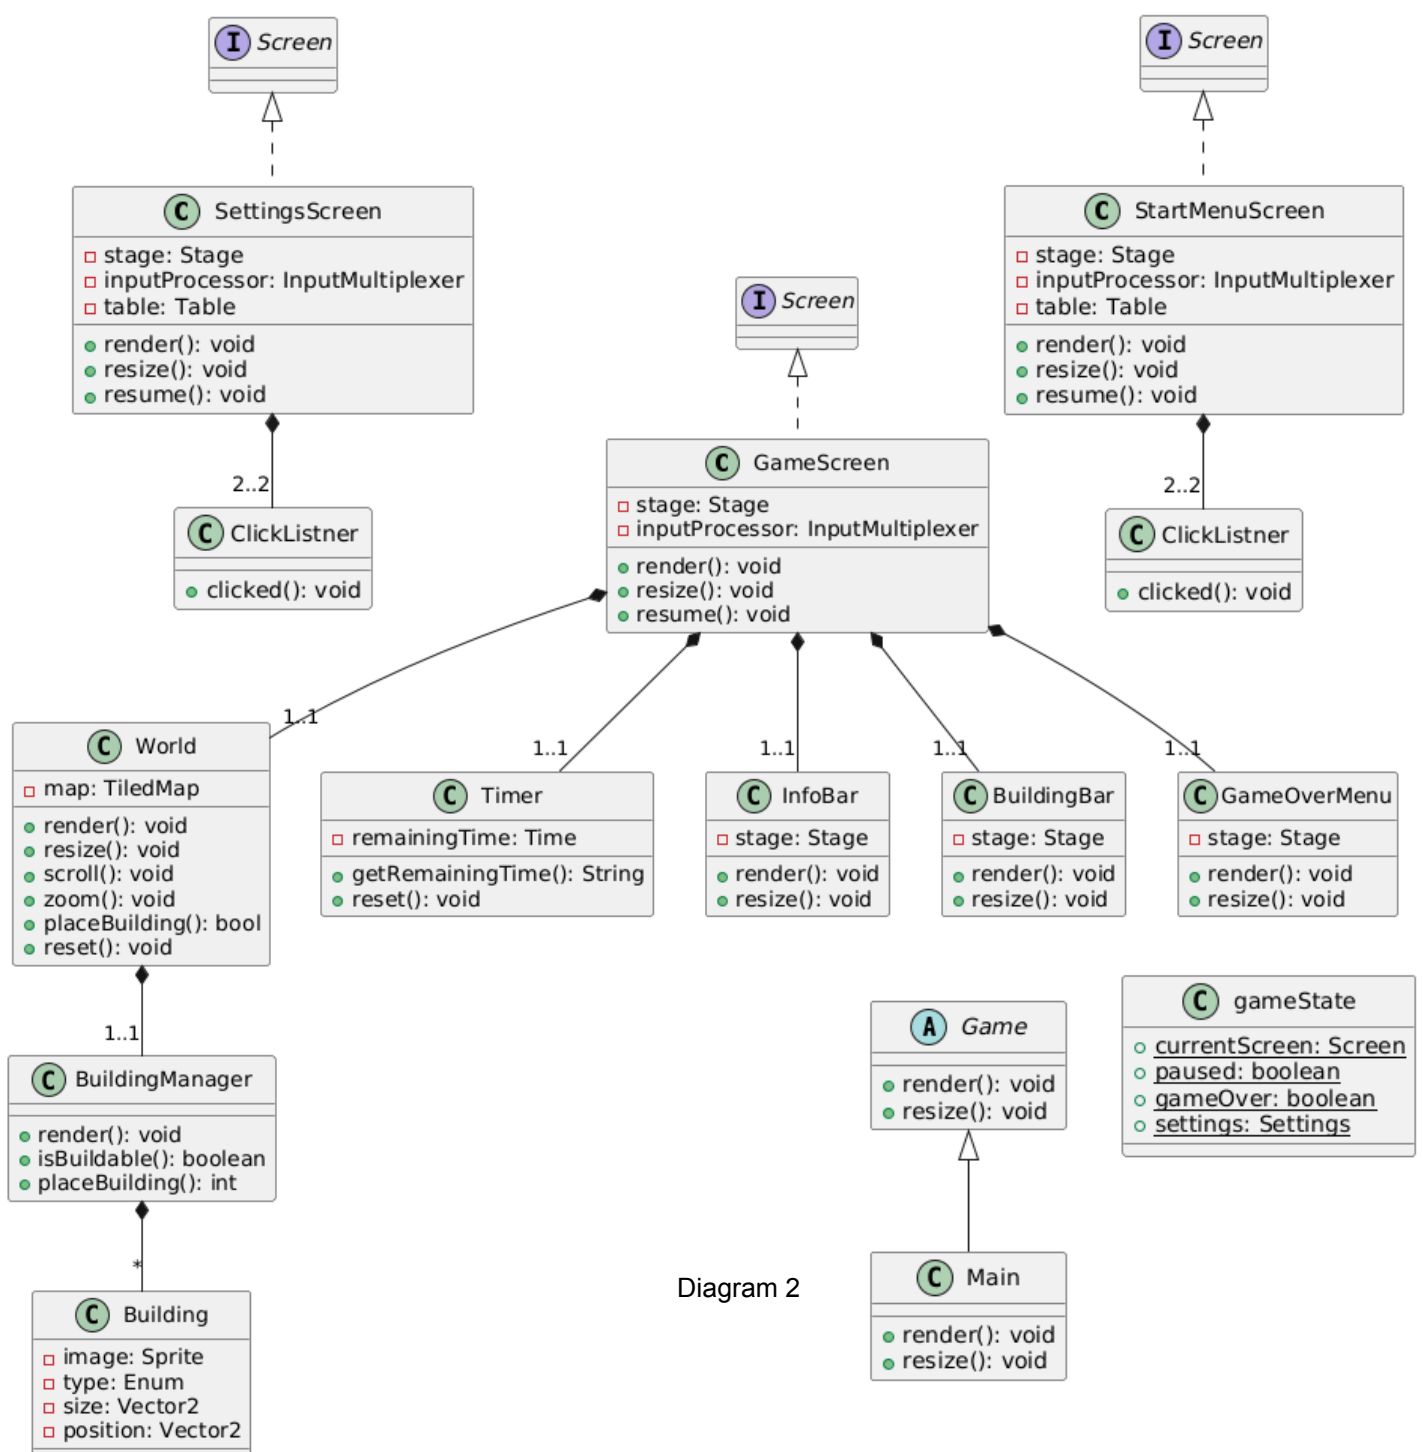 I Screen
C SettingsScreen
stage: Stage
inputProcessor: InputMultiplexer
table: Table
render(): void
resize(): void
resume(): void
2..2
C ClickListner
clicked(): void
I Screen
C StartMenuScreen
stage: Stage
inputProcessor: InputMultiplexer
table: Table
render(): void
resize(): void
resume(): void
2..2
C ClickListner
clicked(): void
I Screen
C GameScreen
stage: Stage
inputProcessor: InputMultiplexer
render(): void
resize(): void
resume(): void
1..1
C World
map: TiledMap
render(): void
resize(): void
scroll(): void
zoom(): void
placeBuilding(): bool
reset(): void
1..1
C Timer
remainingTime: Time
getRemainingTime(): String
reset(): void
1..1
C InfoBar
stage: Stage
render(): void
resize(): void
1..1
C BuildingBar
stage: Stage
render(): void
resize(): void
1..1
C GameOverMenu
stage: Stage
render(): void
resize(): void
1..1
C BuildingManager
render(): void
isBuildable(): boolean
placeBuilding(): int
*
C Building
image: Sprite
type: Enum
size: Vector2
position: Vector2
A Game
render(): void
resize(): void
C Main
render(): void
resize(): void
C gameState
currentScreen: Screen
paused: boolean
gameOver: boolean
settings: Settings
Diagram 2